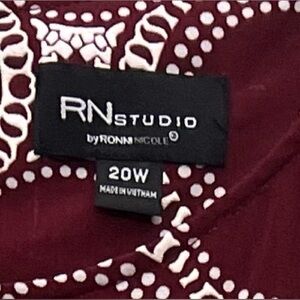 RN STUDIO
by RONNI NICOLE®
20W
MADE IN VIETNAM